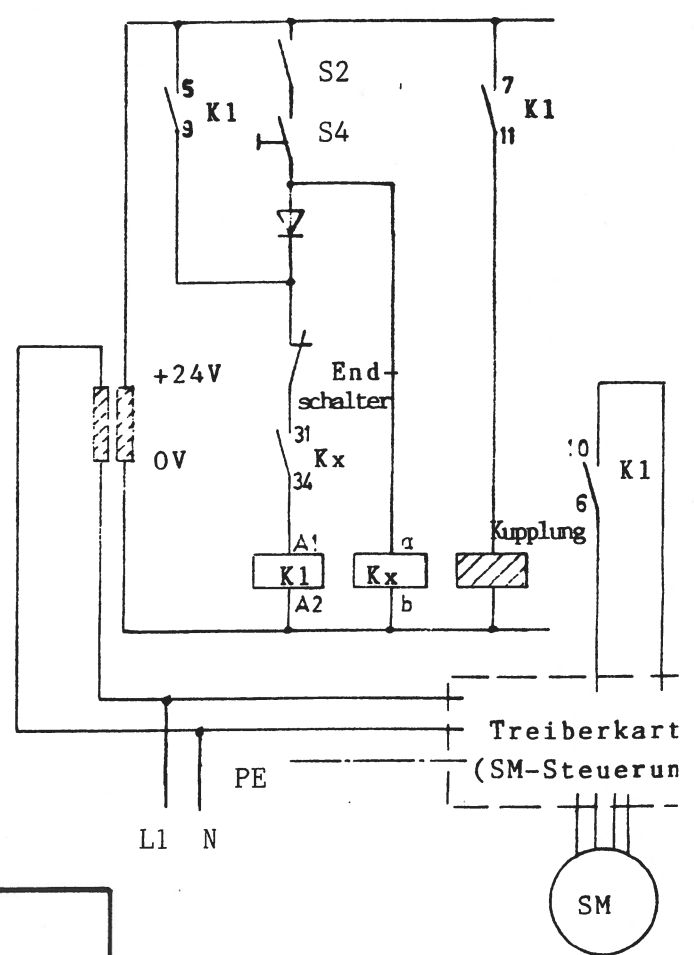 S2
5
K1
9
S4
7
K1
11
+24V
0V
End-
schalter
31
Kx
34
10
K1
6
Kupplung
A1
a
K1
Kx
A2
b
Treiberkart
(SM-Steuerun
PE
L1 N
SM